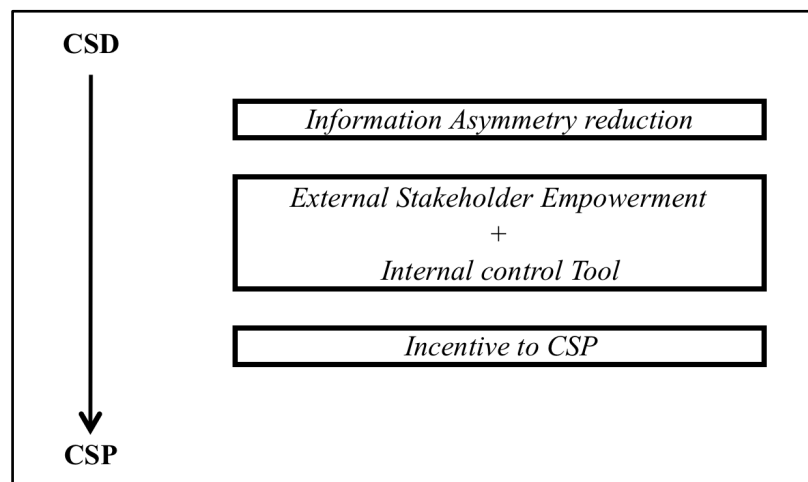 CSD
Information Asymmetry reduction
External Stakeholder Empowerment
+
Internal control Tool
Incentive to CSP
CSP